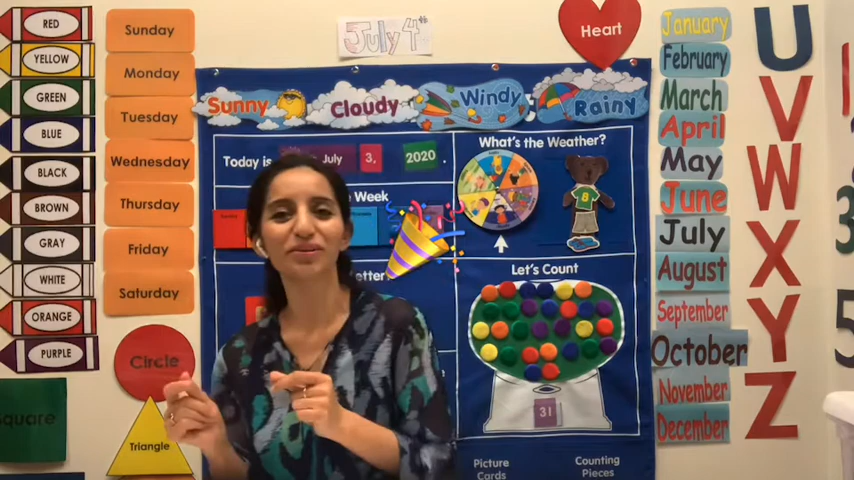 RED
YELLOW
GREEN
BLUE
BLACK
BROWN
GRAY
WHITE
ORANGE
PURPLE
Square
Sunday
Monday
Tuesday
Wednesday
Thursday
Friday
Saturday
Circle
Triangle
July 4th
Heart
Sunny
Cloudy
Windy
Rainy
Today is July 3, 2020.
Week
What's the Weather?
8
Let's Count
31
Picture
Cards
Counting
Pieces
January
February
March
April
May
June
July
August
September
October
November
December
U
V
W
X
Y
Z